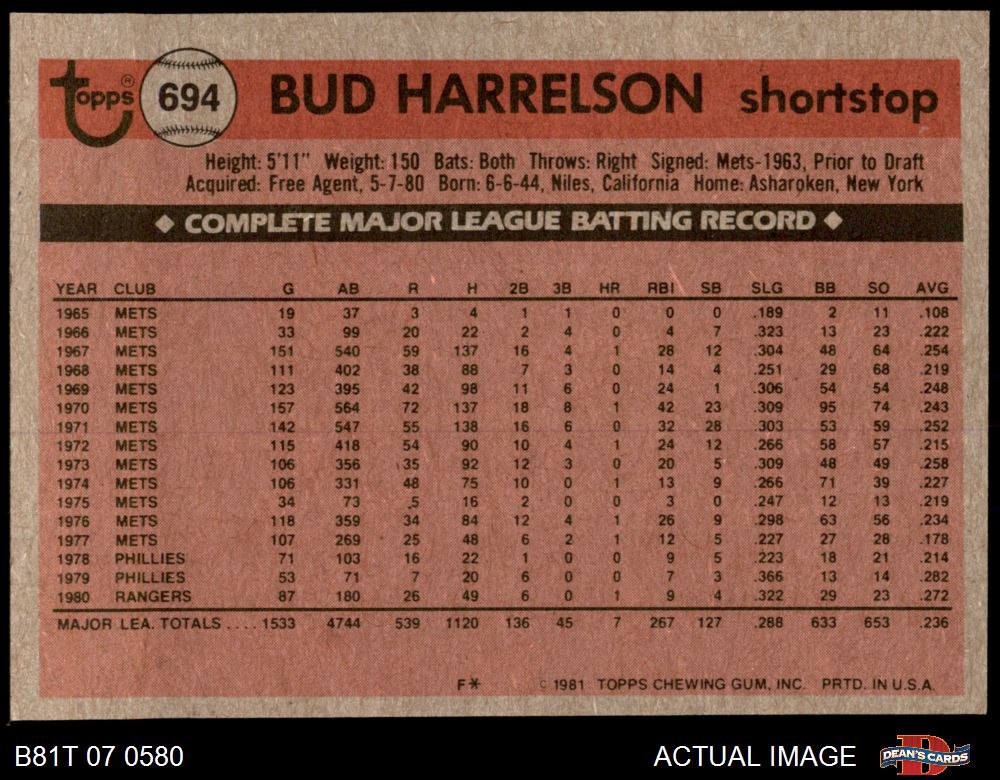 Topps ® 694 BUD HARRELSON shortstop
Height: 5'11" Weight: 150 Bats: Both Throws: Right Signed: Mets-1963, Prior to Draft
Acquired: Free Agent, 5-7-80 Born: 6-6-44, Niles, California Home: Asharoken, New York
◆ COMPLETE MAJOR LEAGUE BATTING RECORD ◆
YEAR CLUB G AB R H 2B 3B HR RBI SB SLG BB SO AVG
1965 METS 19 37 3 4 1 1 0 0 0 .189 2 11 .108
1966 METS 33 99 20 22 2 4 0 4 7 .323 13 23 .222
1967 METS 151 540 59 137 16 4 1 28 12 .304 48 64 .254
1968 METS 111 402 38 88 7 3 0 14 4 .251 29 68 .219
1969 METS 123 395 42 98 11 6 0 24 1 .306 54 54 .248
1970 METS 157 564 72 137 18 8 1 42 23 .309 95 74 .243
1971 METS 142 547 55 138 16 6 0 32 28 .303 53 59 .252
1972 METS 115 418 54 90 10 4 1 24 12 .266 58 57 .215
1973 METS 106 356 35 92 12 3 0 20 5 .309 48 49 .258
1974 METS 106 331 48 75 10 0 1 13 9 .266 71 39 .227
1975 METS 34 73 5 16 2 0 0 3 0 .247 12 13 .219
1976 METS 118 359 34 84 12 4 1 26 9 .298 63 56 .234
1977 METS 107 269 25 48 6 2 1 12 5 .227 27 28 .178
1978 PHILLIES 71 103 16 22 1 0 0 9 5 .223 18 21 .214
1979 PHILLIES 53 71 7 20 6 0 0 7 3 .366 13 14 .282
1980 RANGERS 87 180 26 49 6 0 1 9 4 .322 29 23 .272
MAJOR LEA. TOTALS .... 1533 4744 539 1120 136 45 7 267 127 .288 633 653 .236
F* © 1981 TOPPS CHEWING GUM, INC. PRTD. IN U.S.A.
B81T 07 0580 ACTUAL IMAGE DEAN'S CARDS